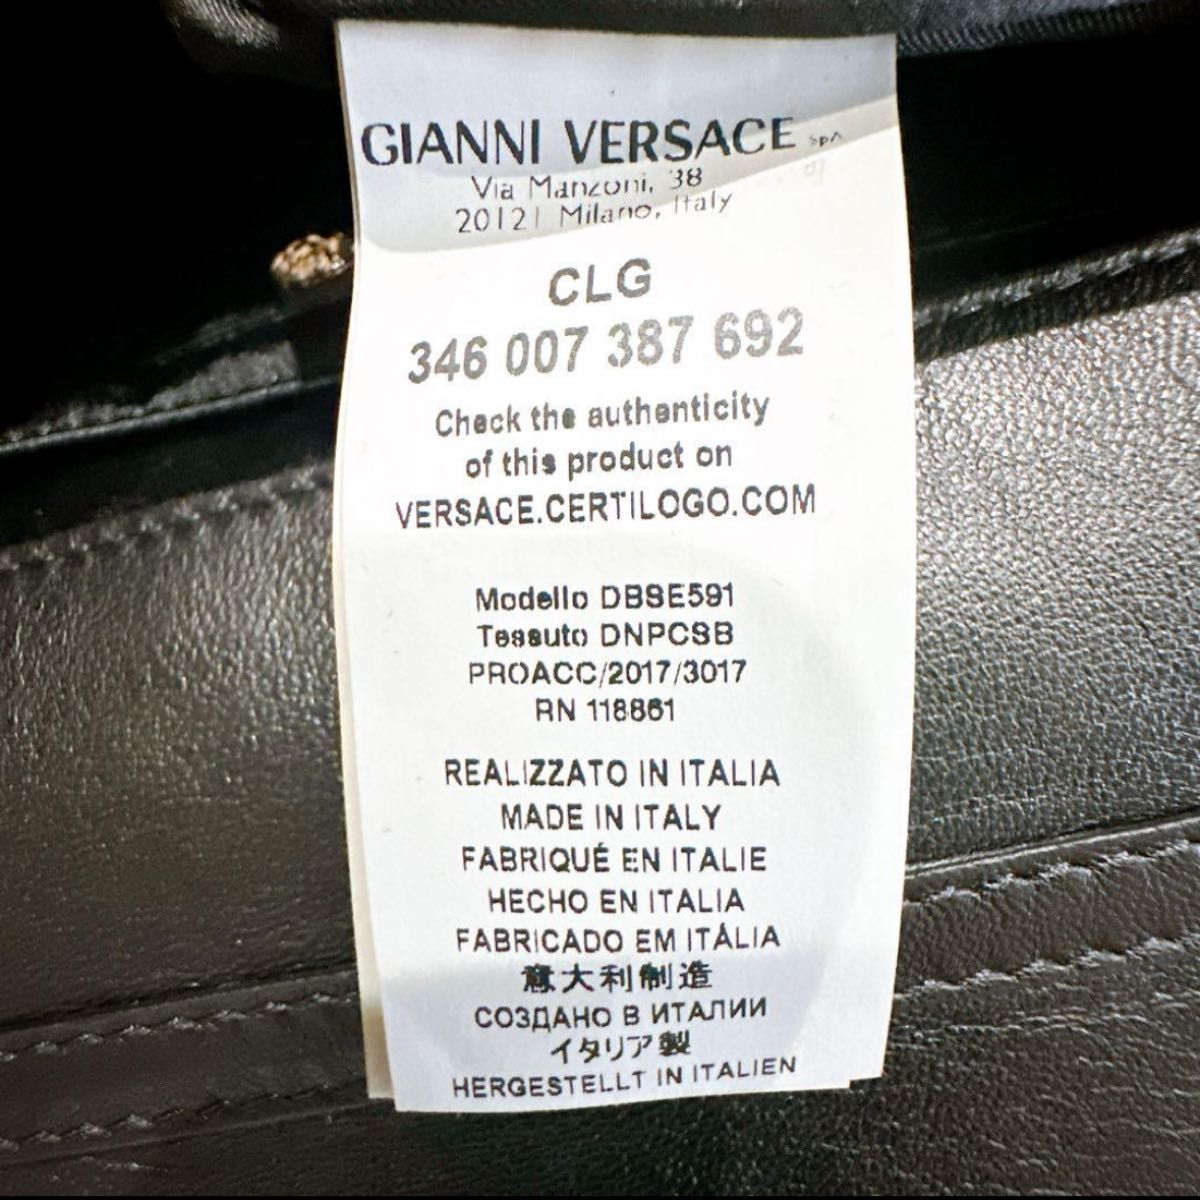 GIANNI VERSACE SPA
Via Manzoni, 38
20121 Milano, Italy
CLG
346 007 387 692
Check the authenticity
of this product on
VERSACE.CERTILOGO.COM
Modello DBSE591
Tessuto DNPCSB
PROACC/2017/3017
RN 118861
REALIZZATO IN ITALIA
MADE IN ITALY
FABRIQUÉ EN ITALIE
HECHO EN ITALIA
FABRICADO EM ITÁLIA
意大利制造
СОЗДАНО В ИТАЛИИ
イタリア製
HERGESTELLT IN ITALIEN